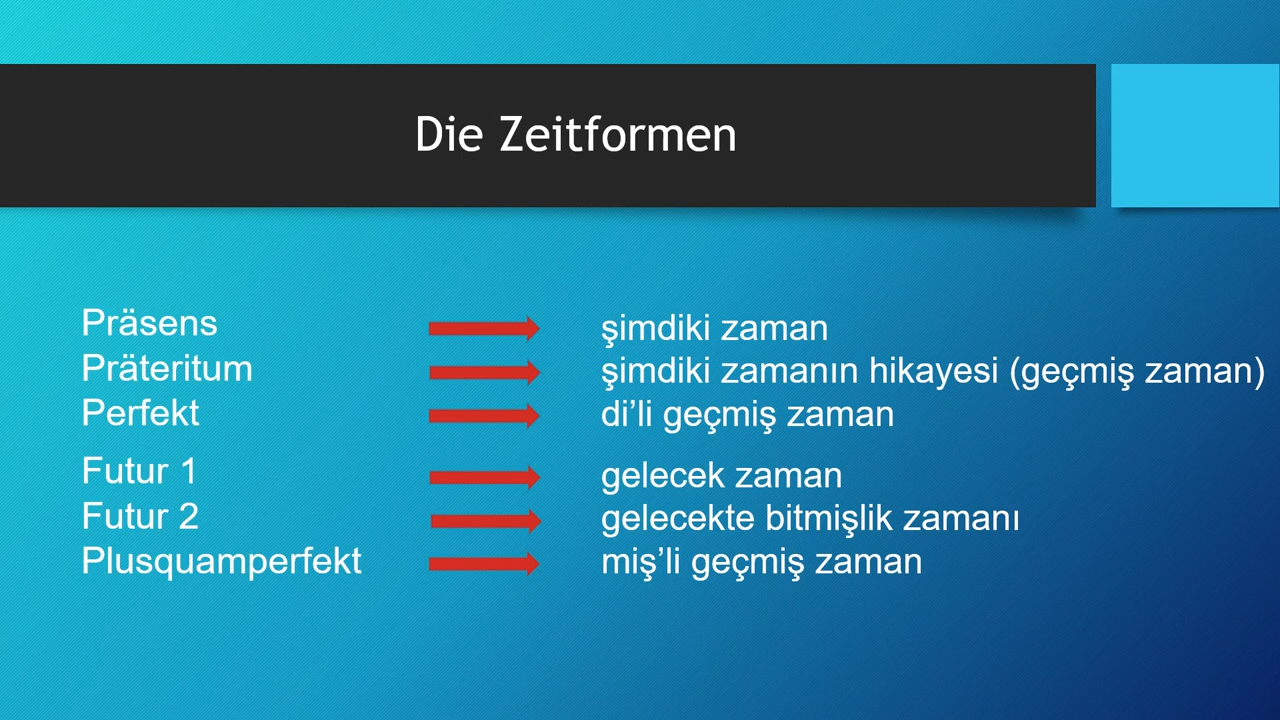 Die Zeitformen
Präsens şimdiki zaman
Präteritum şimdiki zamanın hikayesi (geçmiş zaman)
Perfekt di’li geçmiş zaman
Futur 1 gelecek zaman
Futur 2 gelecekte bitmişlik zamanı
Plusquamperfekt miş’li geçmiş zaman